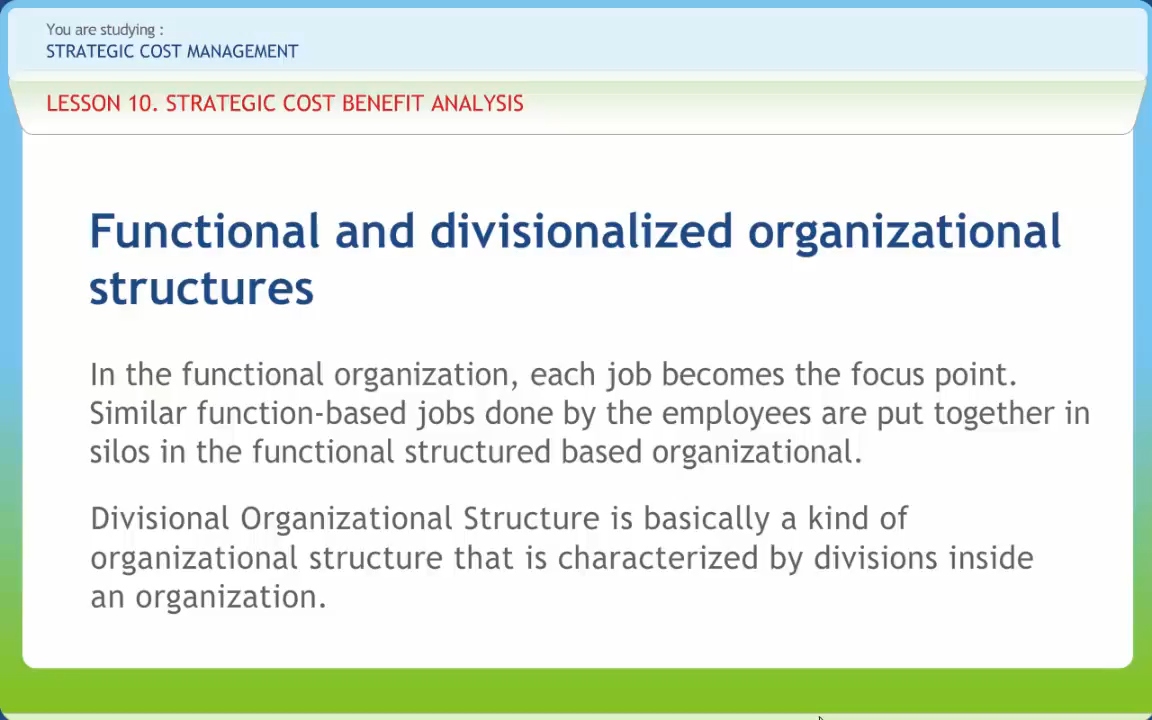 You are studying :
STRATEGIC COST MANAGEMENT
LESSON 10. STRATEGIC COST BENEFIT ANALYSIS
Functional and divisionalized organizational
structures
In the functional organization, each job becomes the focus point.
Similar function-based jobs done by the employees are put together in
silos in the functional structured based organizational.
Divisional Organizational Structure is basically a kind of
organizational structure that is characterized by divisions inside
an organization.